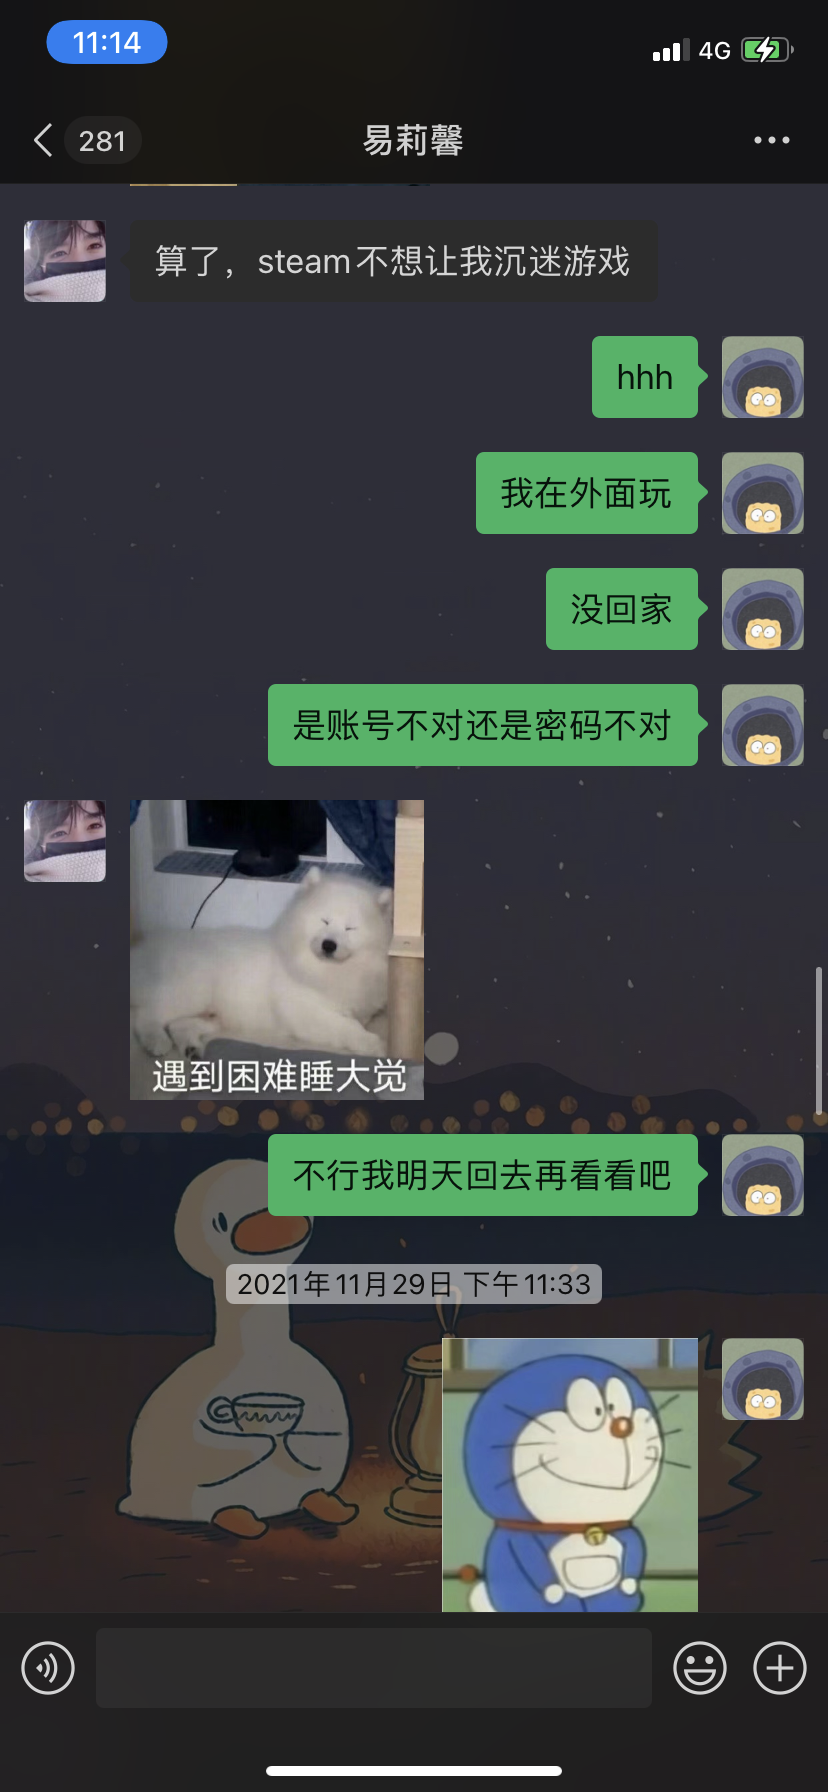 11:14
4G
281
易莉馨
算了，steam不想让我沉迷游戏
hhh
我在外面玩
没回家
是账号不对还是密码不对
遇到困难睡大觉
不行我明天回去再看看吧
2021年11月29日 下午11:33